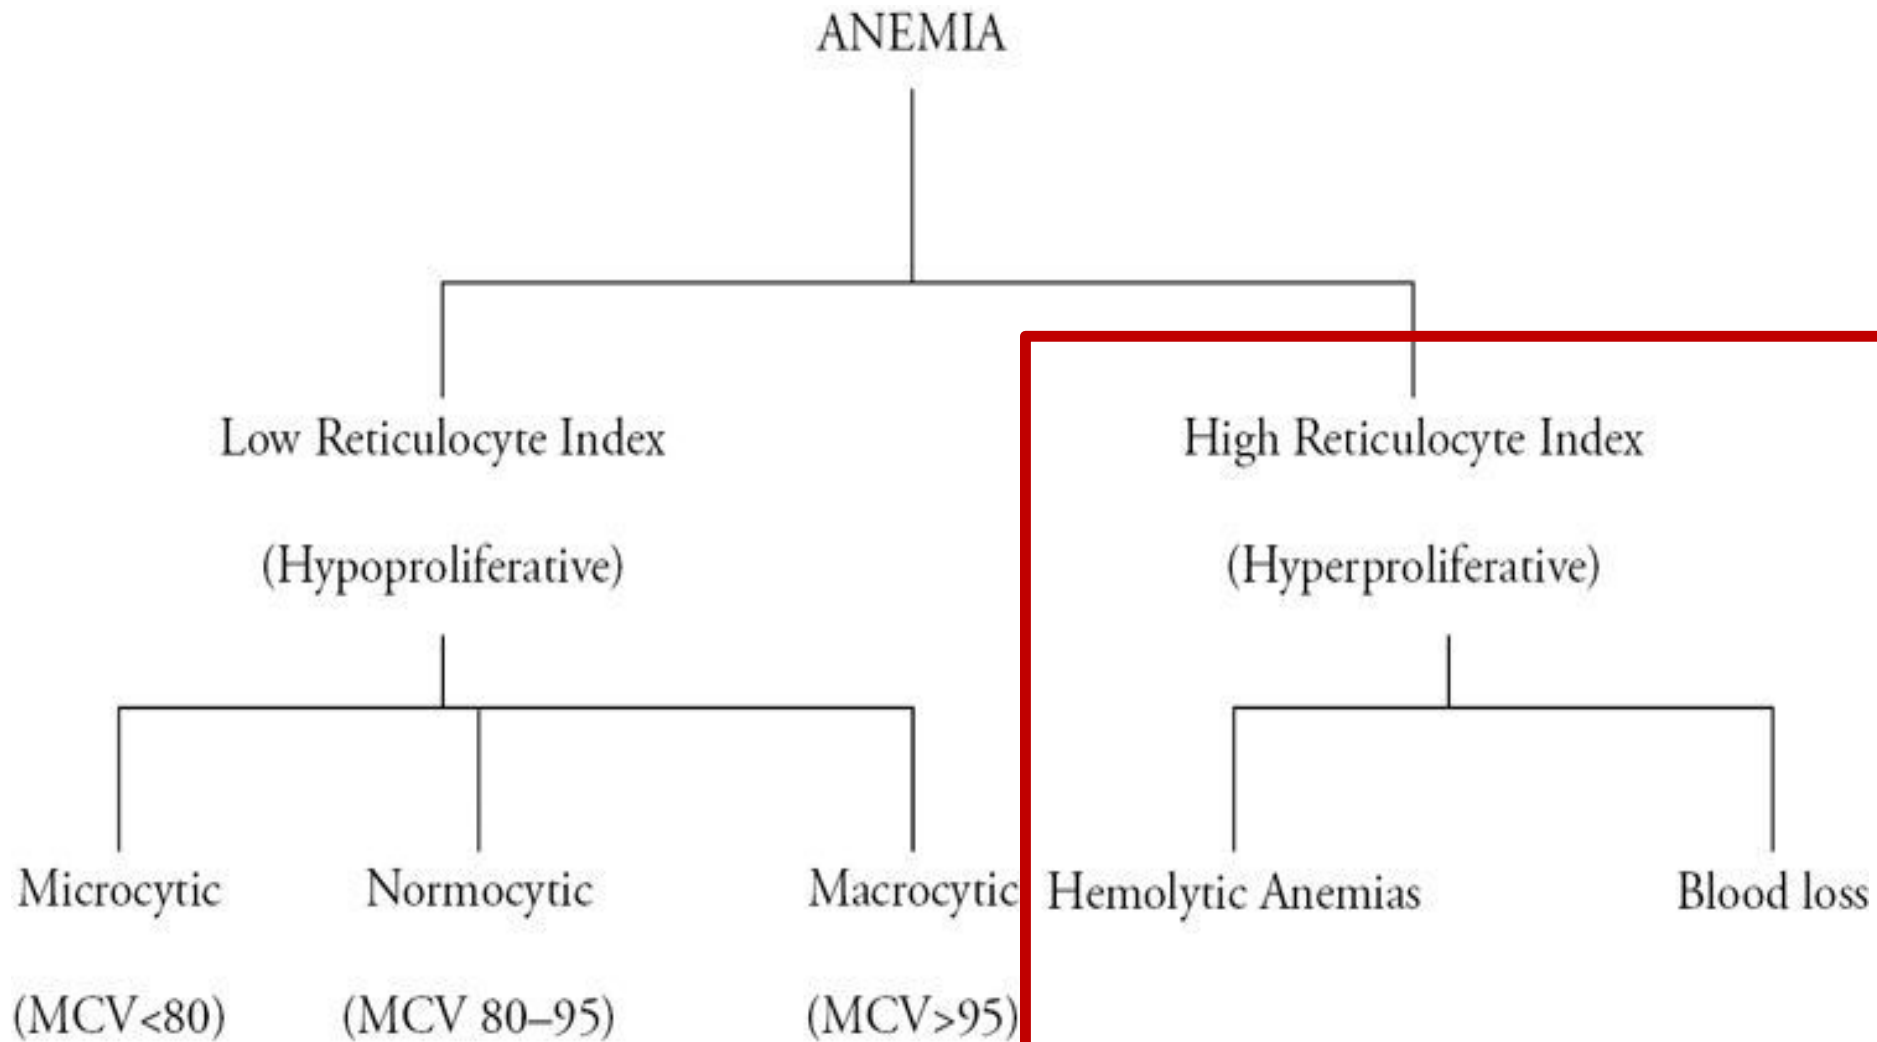 ANEMIA
Low Reticulocyte Index
(Hypoproliferative)
High Reticulocyte Index
(Hyperproliferative)
Microcytic
(MCV<80)
Normocytic
(MCV 80–95)
Macrocytic
(MCV>95)
Hemolytic Anemias
Blood loss